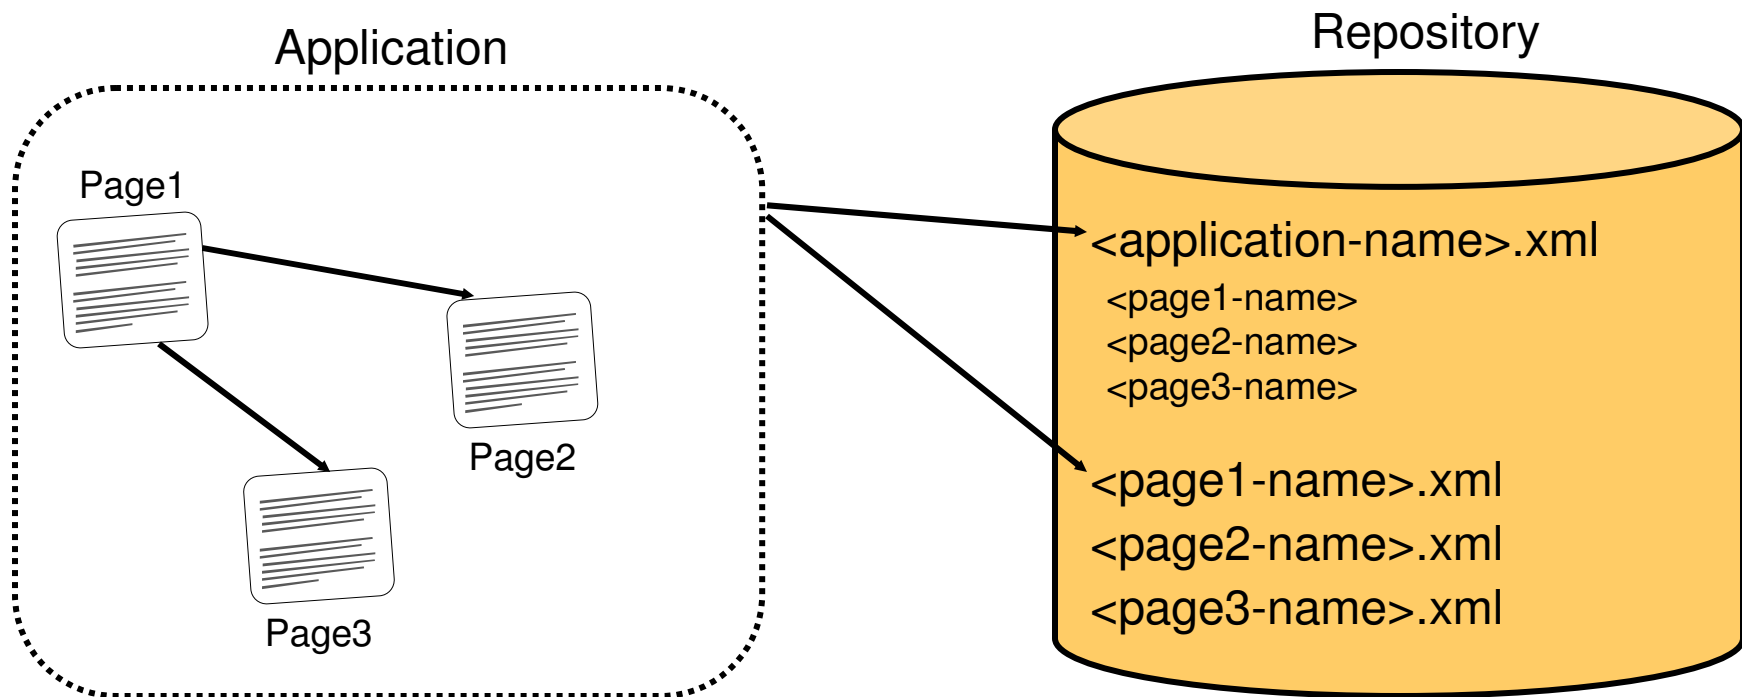 Application
Page1
Page2
Page3
Repository
<application-name>.xml
<page1-name>
<page2-name>
<page3-name>
<page1-name>.xml
<page2-name>.xml
<page3-name>.xml